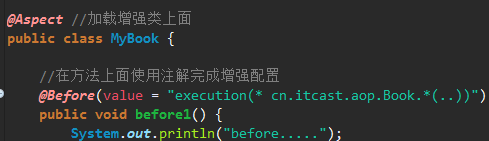 @Aspect //加载增强类上面
public class MyBook {
//在方法上面使用注解完成增强配置
@Before(value = "execution(* cn.itcast.aop.Book.*(..))")
public void before1() {
System.out.println("before.....");